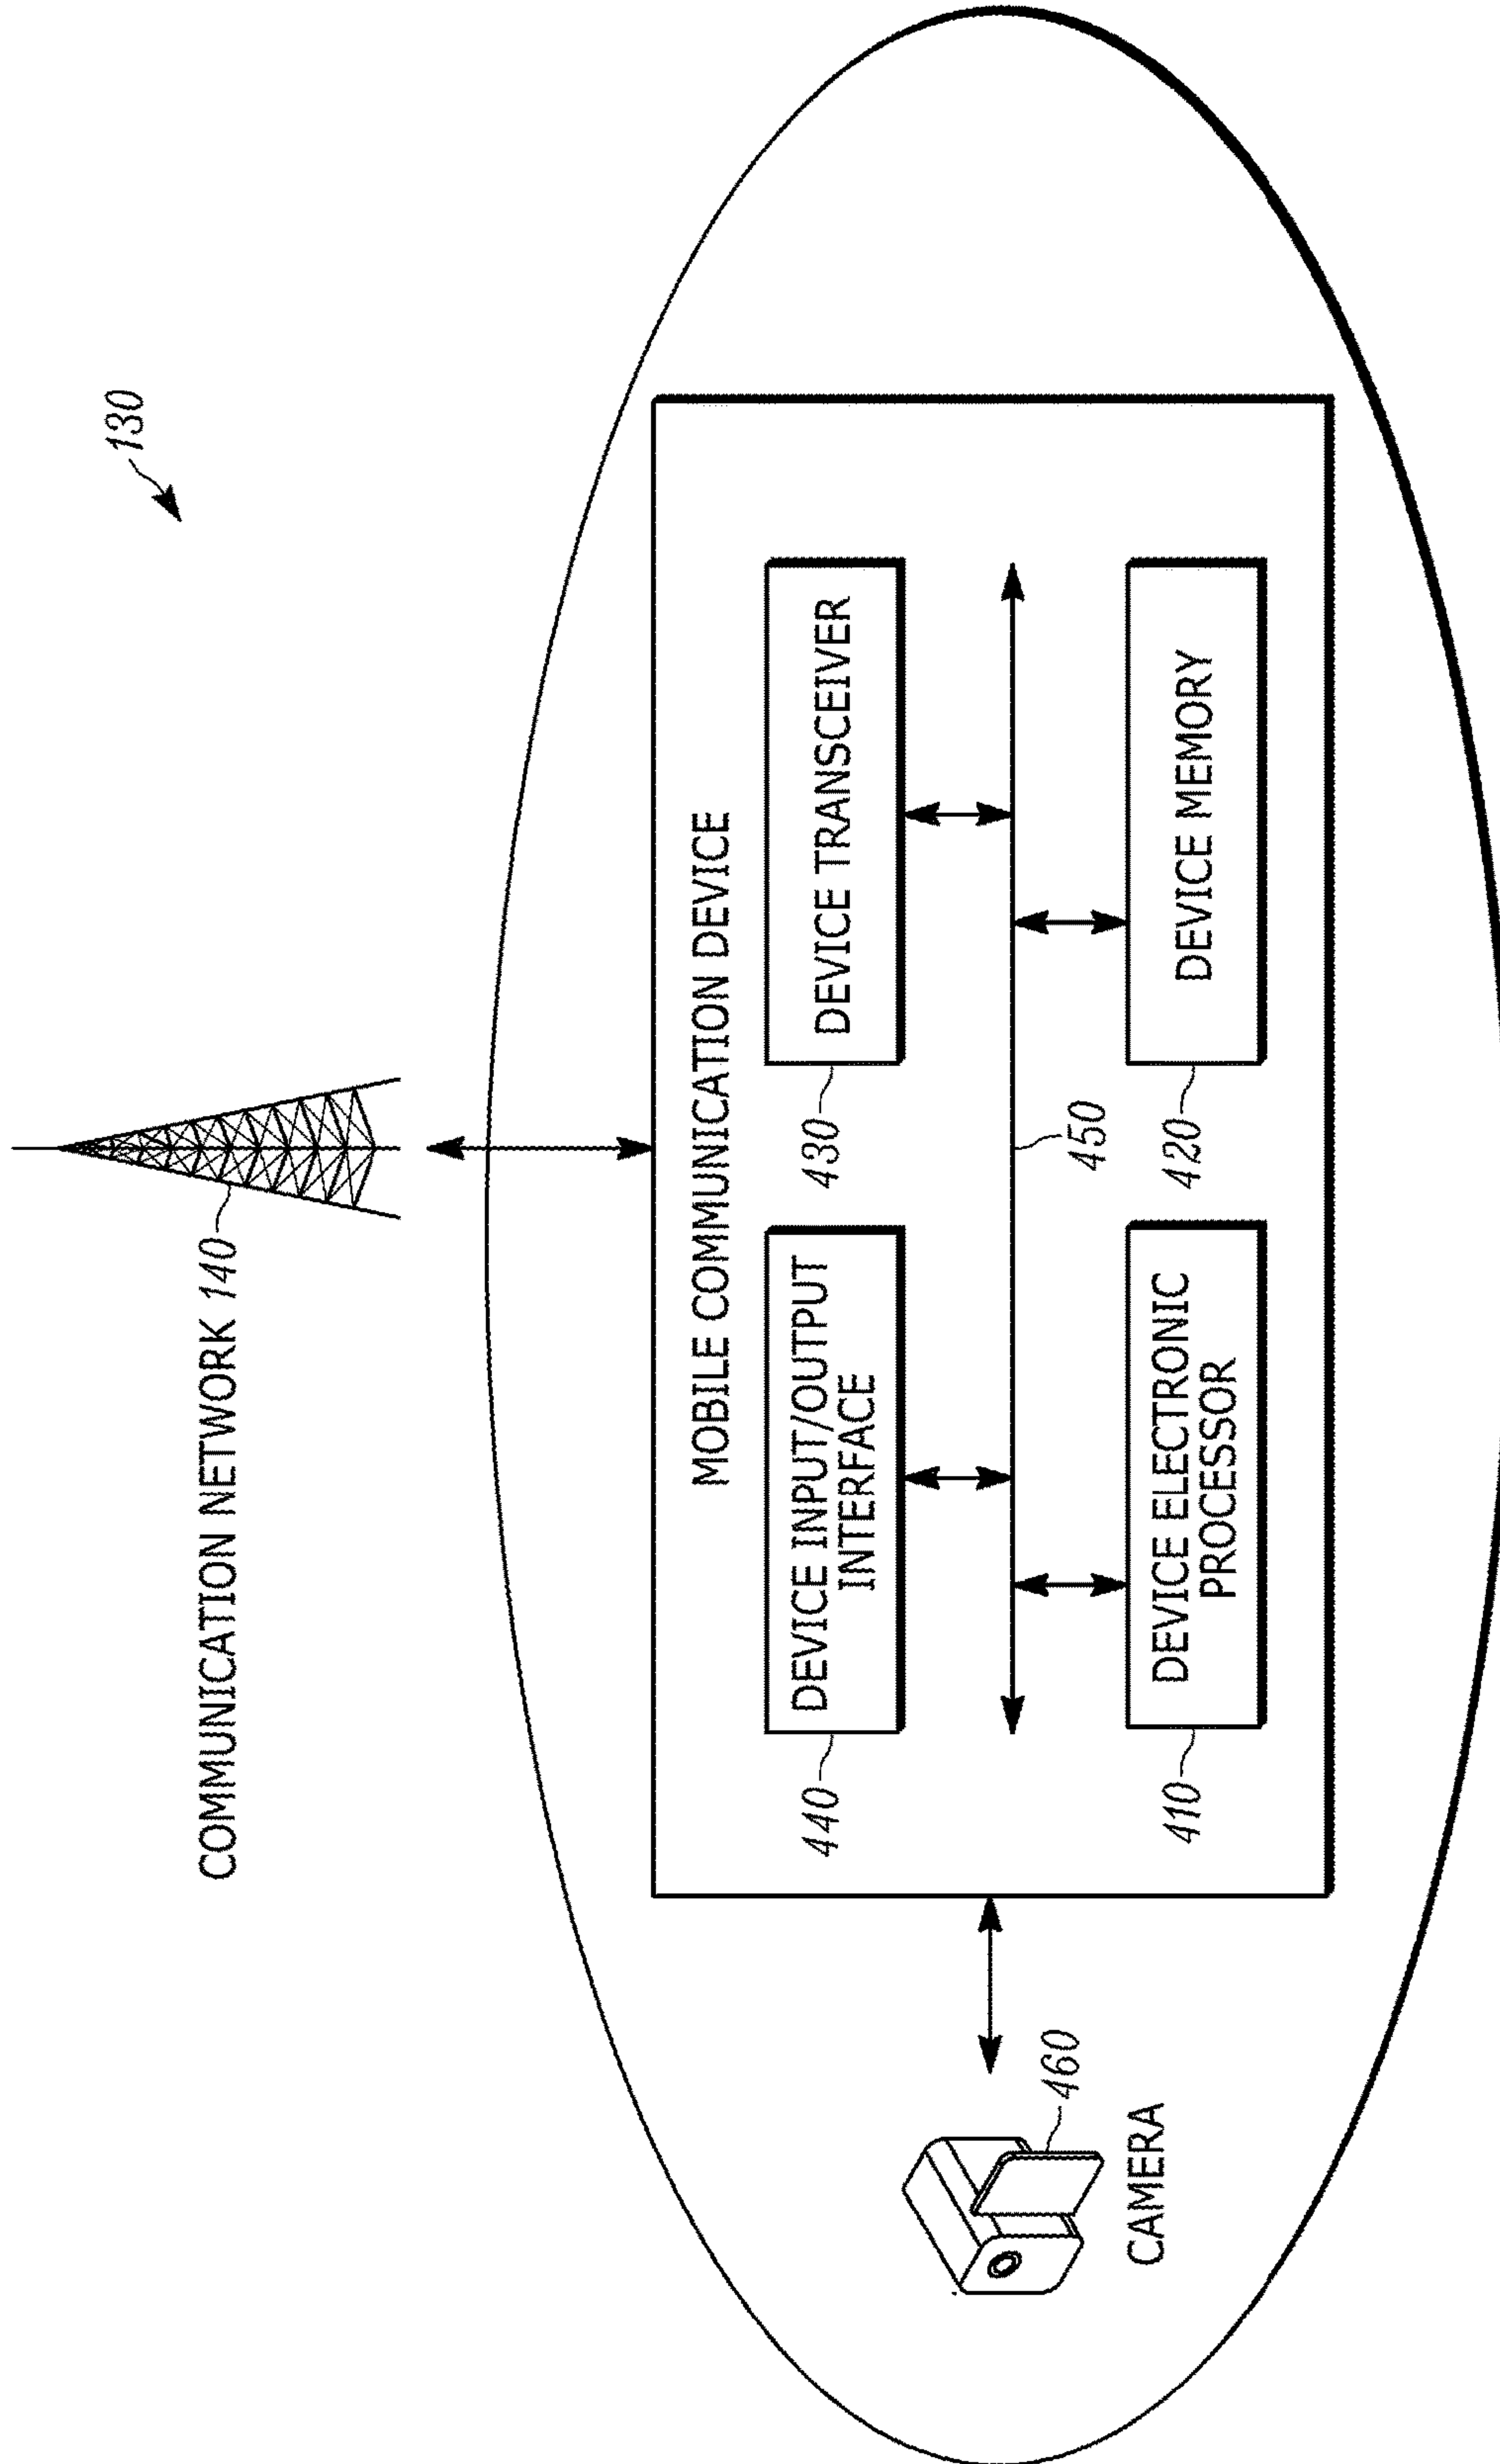 130
COMMUNICATION NETWORK 140
MOBILE COMMUNICATION DEVICE
DEVICE INPUT/OUTPUT
INTERFACE
440
DEVICE TRANSCEIVER
430
450
DEVICE ELECTRONIC
PROCESSOR
410
DEVICE MEMORY
420
460
CAMERA